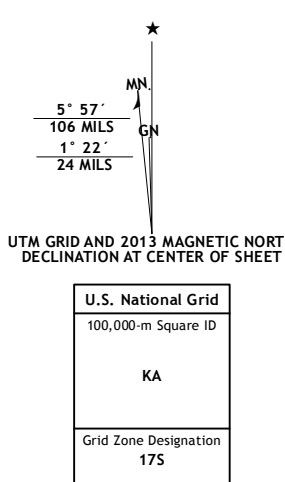 ★
MN.
5° 57´
106 MILS
GN
1° 22´
24 MILS
UTM GRID AND 2013 MAGNETIC NORT
DECLINATION AT CENTER OF SHEET
U.S. National Grid
100,000-m Square ID
KA
Grid Zone Designation
17S